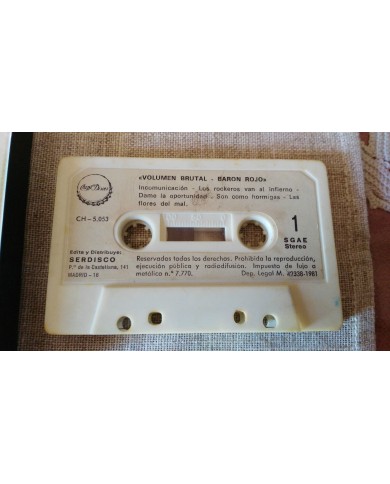 «VOLUMEN BRUTAL - BARON ROJO»
Incomunicación - Los rockeros van al infierno -
Dame la oportunidad - Son como hormigas - Las
flores del mal.
CH - 5.053
1
SGAE
Stereo
Edita y Distribuye:
SERDISCO
P.º de la Castellana, 141
MADRID - 16
Reservados todos los derechos. Prohibida la reproducción,
ejecución pública y radiodifusión. Impuesto de lujo a
metálico n.º 7.770.
Dep. Legal M. 42338-1981